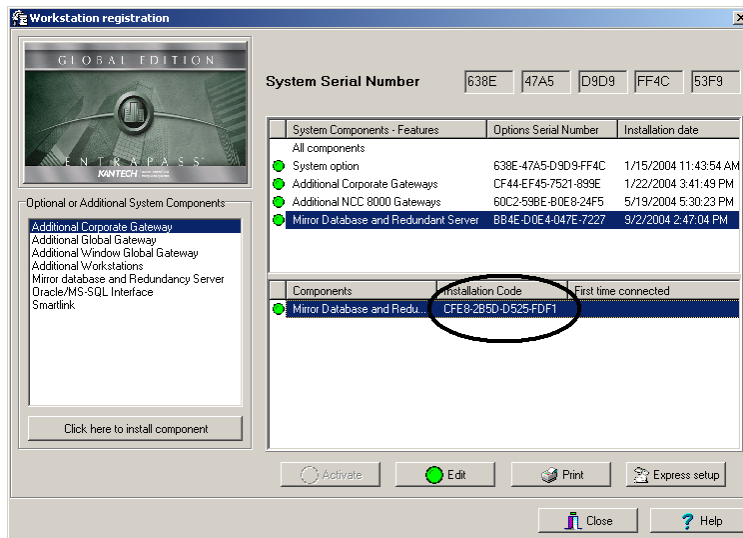 Workstation registration
GLOBAL EDITION
ENTRAPASS
KANTECH
System Serial Number 638E 47A5 D9D9 FF4C 53F9
System Components - Features Options Serial Number Installation date
All components
System option 638E-47A5-D9D9-FF4C 1/15/2004 11:43:54 AM
Additional Corporate Gateways CF44-EF45-7521-899E 1/22/2004 3:41:49 PM
Additional NCC 8000 Gateways 60C2-59BE-B0E8-24F5 5/19/2004 5:30:23 PM
Mirror Database and Redundant Server BB4E-D0E4-047E-7227 9/2/2004 2:47:04 PM
Optional or Additional System Components
Additional Corporate Gateway
Additional Global Gateway
Additional Window Global Gateway
Additional Workstations
Mirror database and Redundancy Server
Oracle/MS-SQL Interface
Smartlink
Click here to install component
Components Installation Code First time connected
Mirror Database and Redu... CFE8-2B5D-D525-FDF1
Activate Edit Print Express setup
Close Help